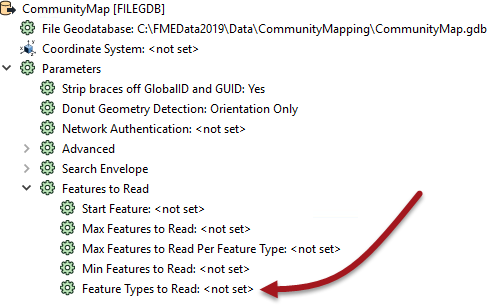 CommunityMap [FILEGDB]
File Geodatabase: C:\FMEData2019\Data\CommunityMapping\CommunityMap.gdb
Coordinate System: <not set>
Parameters
Strip braces off GlobalID and GUID: Yes
Donut Geometry Detection: Orientation Only
Network Authentication: <not set>
Advanced
Search Envelope
Features to Read
Start Feature: <not set>
Max Features to Read: <not set>
Max Features to Read Per Feature Type: <not set>
Min Features to Read: <not set>
Feature Types to Read: <not set>